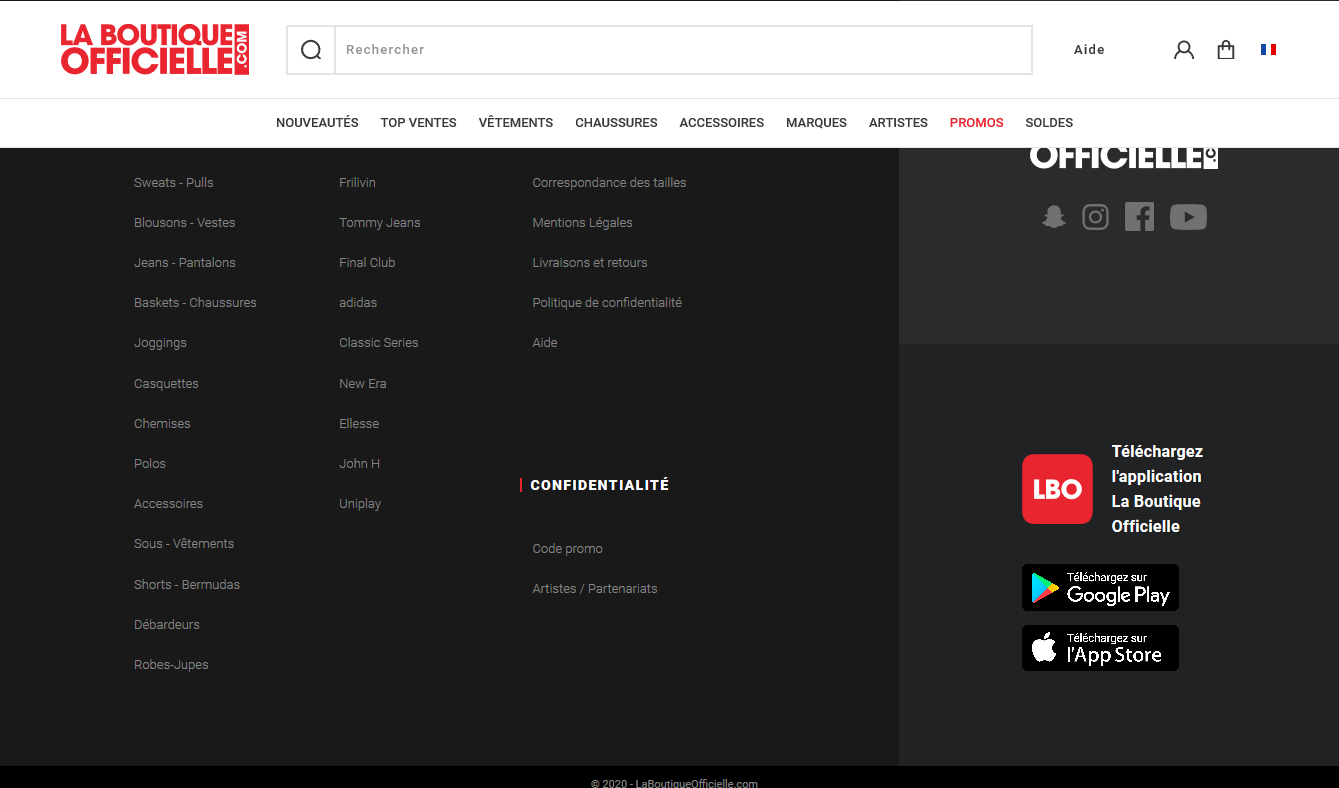 LA BOUTIQUE
OFFICIELLE
.COM
Rechercher
Aide
NOUVEAUTÉS TOP VENTES VÊTEMENTS CHAUSSURES ACCESSOIRES MARQUES ARTISTES PROMOS SOLDES
Sweats - Pulls
Blousons - Vestes
Jeans - Pantalons
Baskets - Chaussures
Joggings
Casquettes
Chemises
Polos
Accessoires
Sous - Vêtements
Shorts - Bermudas
Débardeurs
Robes-Jupes
Frilivin
Tommy Jeans
Final Club
adidas
Classic Series
New Era
Ellesse
John H
Uniplay
Correspondance des tailles
Mentions Légales
Livraisons et retours
Politique de confidentialité
Aide
CONFIDENTIALITÉ
Code promo
Artistes / Partenariats
OFFICIELLE
LBO
Téléchargez
l'application
La Boutique
Officielle
Téléchargez sur
Google Play
Téléchargez sur
l'App Store
© 2020 - LaBoutiqueOfficielle.com